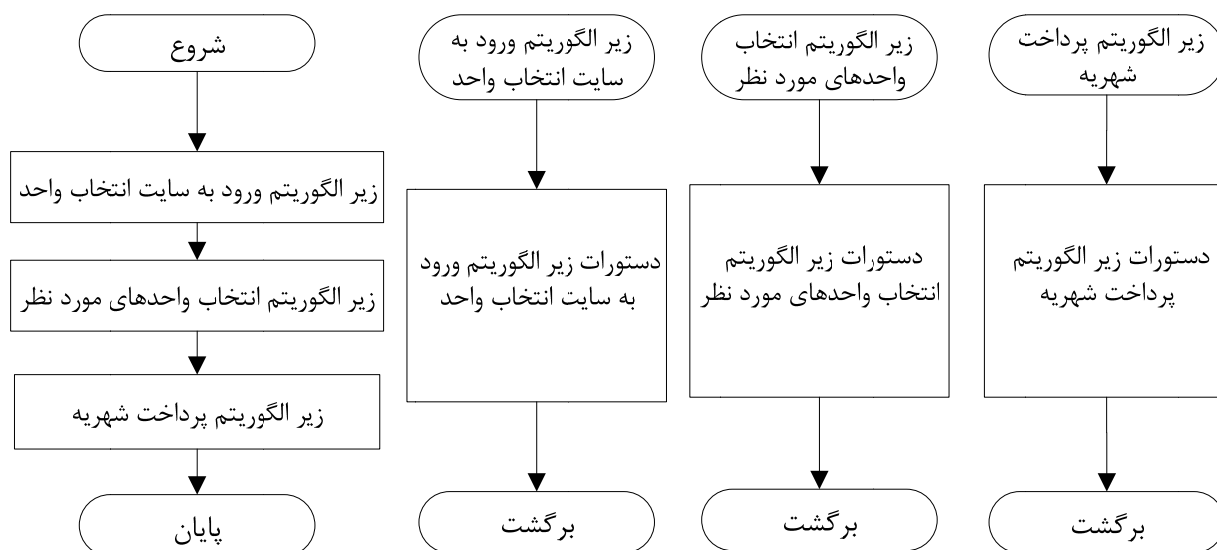 شروع
زیر الگوریتم ورود به سایت انتخاب واحد
زیر الگوریتم انتخاب واحدهای مورد نظر
زیر الگوریتم پرداخت شهریه
پایان
زیر الگوریتم ورود به
سایت انتخاب واحد
دستورات زیر الگوریتم ورود
به سایت انتخاب واحد
برگشت
زیر الگوریتم انتخاب
واحدهای مورد نظر
دستورات زیر الگوریتم
انتخاب واحدهای مورد نظر
برگشت
زیر الگوریتم پرداخت
شهریه
دستورات زیر الگوریتم
پرداخت شهریه
برگشت